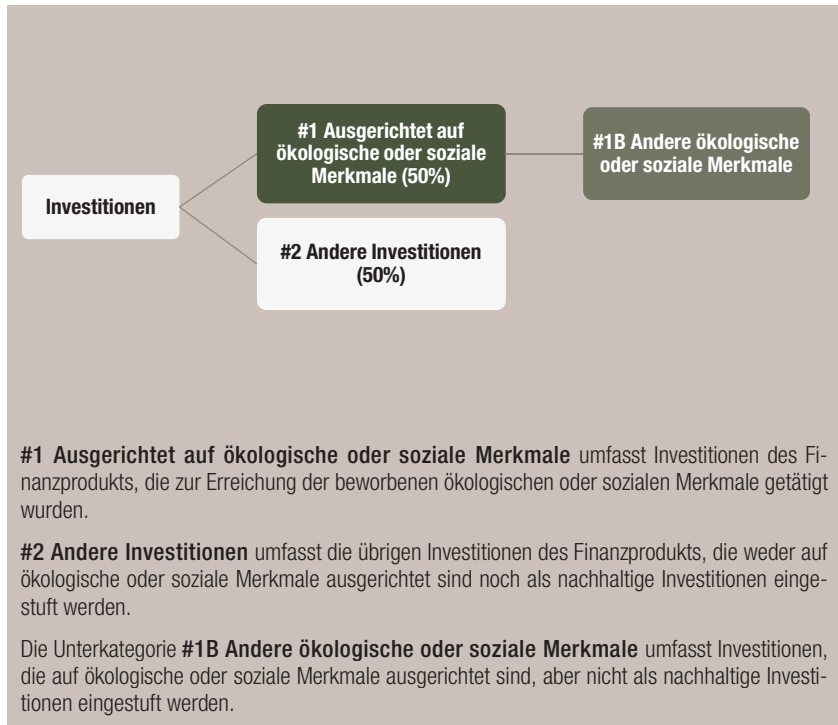 #1 Ausgerichtet auf
ökologische oder soziale
Merkmale (50%)
#1B Andere ökologische
oder soziale Merkmale
Investitionen
#2 Andere Investitionen
(50%)
#1 Ausgerichtet auf ökologische oder soziale Merkmale umfasst Investitionen des Fi-
nanzprodukts, die zur Erreichung der beworbenen ökologischen oder sozialen Merkmale getätigt
wurden.
#2 Andere Investitionen umfasst die übrigen Investitionen des Finanzprodukts, die weder auf
ökologische oder soziale Merkmale ausgerichtet sind noch als nachhaltige Investitionen einge-
stuft werden.
Die Unterkategorie #1B Andere ökologische oder soziale Merkmale umfasst Investitionen,
die auf ökologische oder soziale Merkmale ausgerichtet sind, aber nicht als nachhaltige Investi-
tionen eingestuft werden.